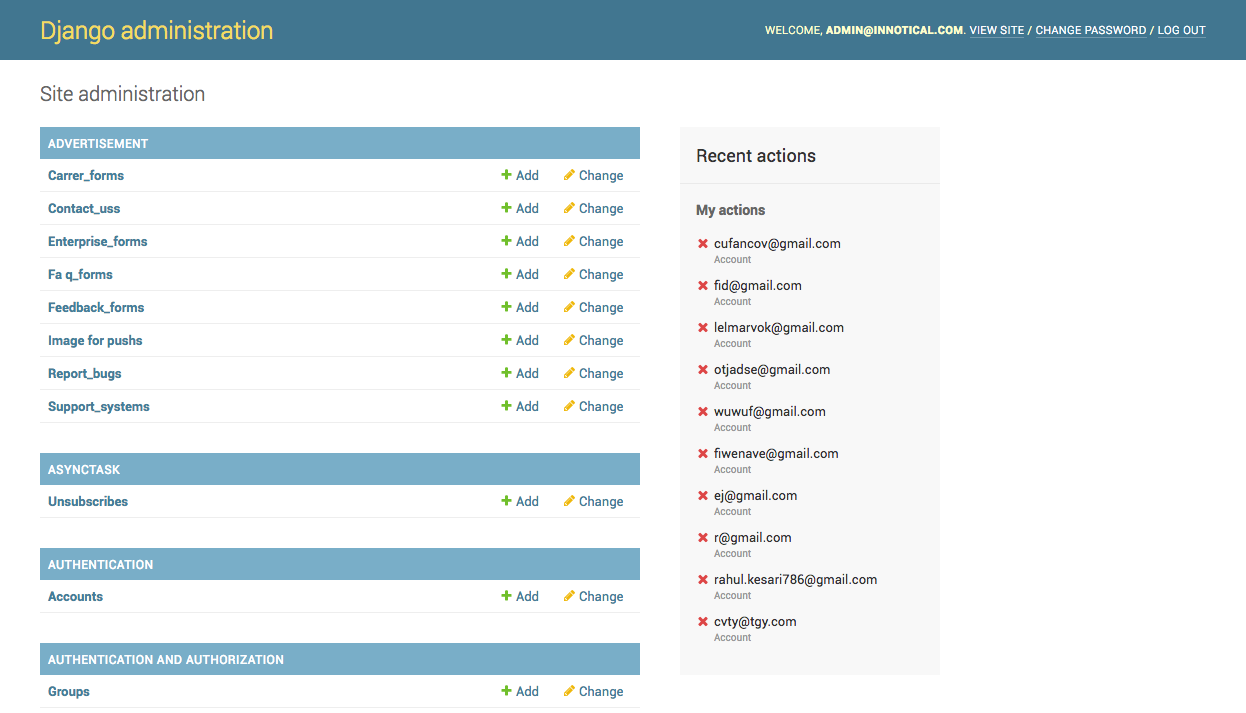 Django administration
WELCOME, ADMIN@INNOTICAL.COM. VIEW SITE / CHANGE PASSWORD / LOG OUT
Site administration
ADVERTISEMENT
Carrer_forms Add Change
Contact_uss Add Change
Enterprise_forms Add Change
Fa q_forms Add Change
Feedback_forms Add Change
Image for pushs Add Change
Report_bugs Add Change
Support_systems Add Change
ASYNCTASK
Unsubscribes Add Change
AUTHENTICATION
Accounts Add Change
AUTHENTICATION AND AUTHORIZATION
Groups Add Change
Recent actions
My actions
cufancov@gmail.com
Account
fid@gmail.com
Account
lelmarvok@gmail.com
Account
otjadse@gmail.com
Account
wuwuf@gmail.com
Account
fiwenave@gmail.com
Account
ej@gmail.com
Account
r@gmail.com
Account
rahul.kesari786@gmail.com
Account
cvty@tgy.com
Account